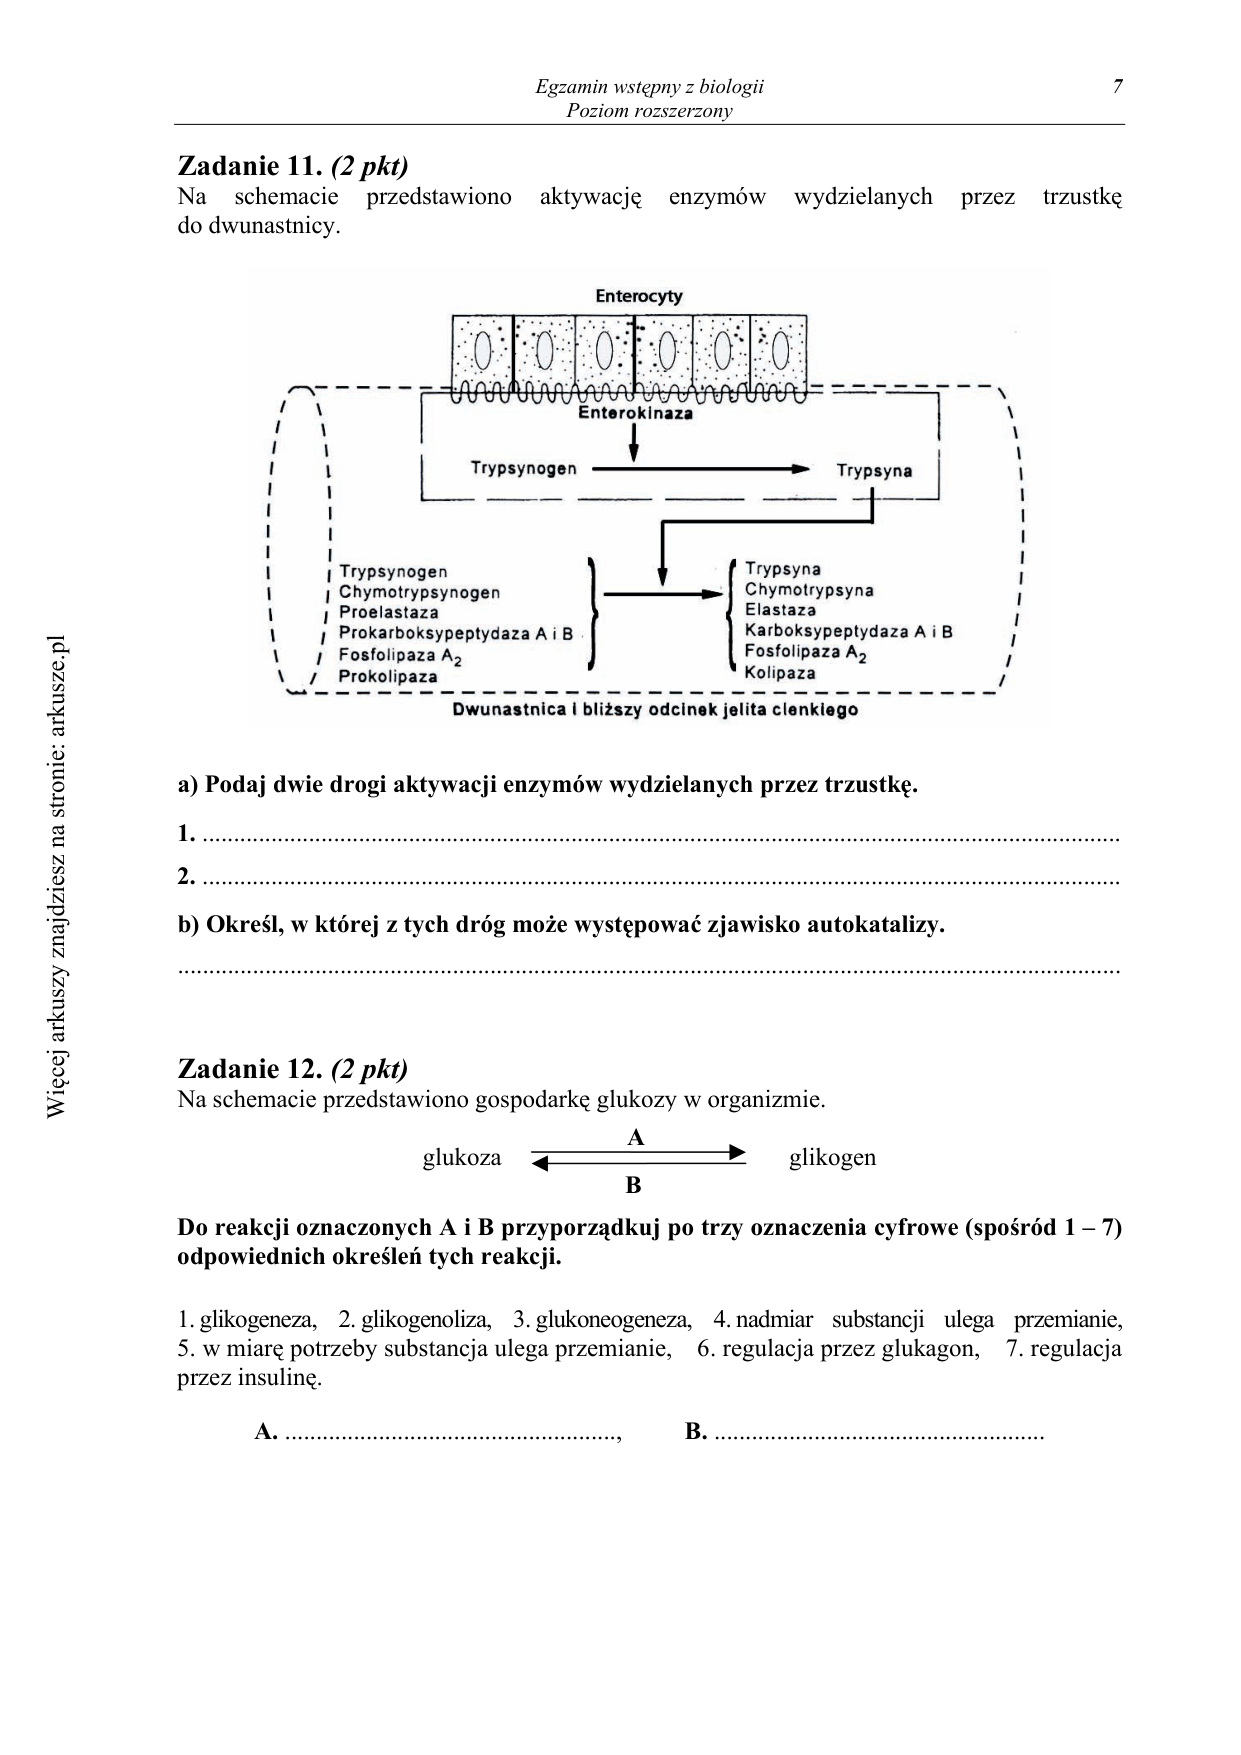 Egzamin wstępny z biologii
7
Poziom rozszerzony
Zadanie 11. (2 pkt)
Na schemacie przedstawiono aktywację enzymów wydzielanych przez trzustkę
do dwunastnicy.
Enterocyty
Enterokinaza
Trypsynogen
Trypsyna
Trypsynogen
Chymotrypsynogen
Proelastaza
Prokarboksypeptydaza A i B
Fosfolipaza A2
Prokolipaza
Trypsyna
Chymotrypsyna
Elastaza
Karboksypeptydaza A i B
Fosfolipaza A2
Kolipaza
Dwunastnica i bliższy odcinek jelita cienkiego
a) Podaj dwie drogi aktywacji enzymów wydzielanych przez trzustkę.
1. ....................................................................................................
2. ....................................................................................................
b) Określ, w której z tych dróg może występować zjawisko autokatalizy.
....................................................................................................
Zadanie 12. (2 pkt)
Na schemacie przedstawiono gospodarkę glukozy w organizmie.
A
glukoza
glikogen
B
Do reakcji oznaczonych A i B przyporządkuj po trzy oznaczenia cyfrowe (spośród 1 – 7)
odpowiednich określeń tych reakcji.
1. glikogeneza, 2. glikogenoliza, 3. glukoneogeneza, 4. nadmiar substancji ulega przemianie,
5. w miarę potrzeby substancja ulega przemianie, 6. regulacja przez glukagon, 7. regulacja
przez insulinę.
A. ....................................................., B. .....................................................
Więcej arkuszy znajdziesz na stronie: arkusze.pl